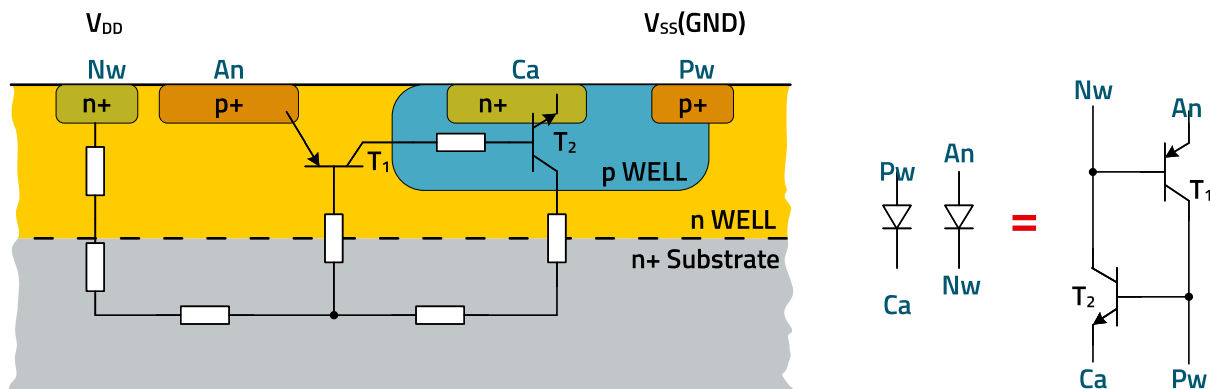 VDD
VSS(GND)
Nw
An
Ca
Pw
n+
p+
n+
p+
T1
T2
p WELL
n WELL
n+ Substrate
Pw
Ca
An
Nw
=
Nw
An
T1
T2
Ca
Pw